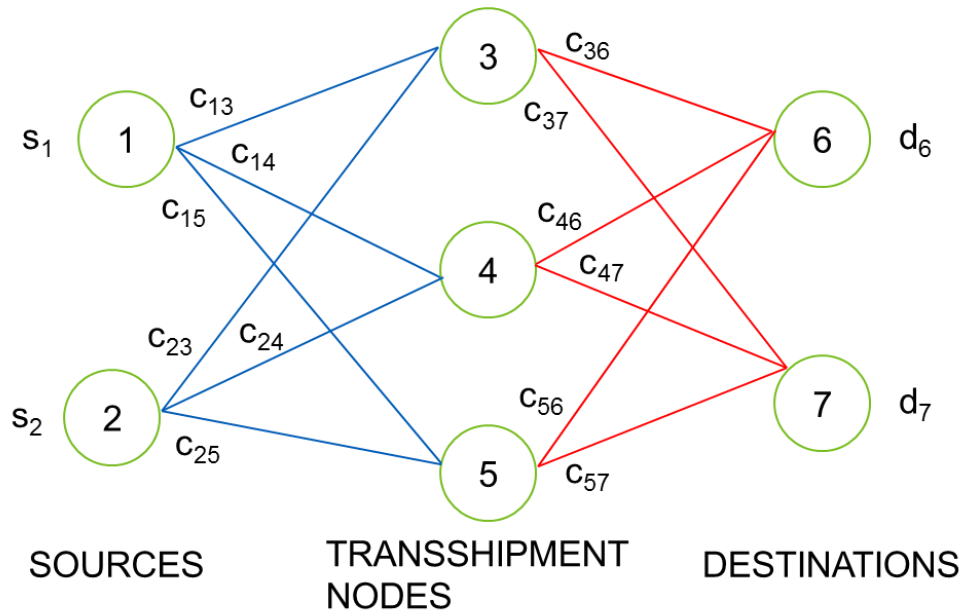 3
c36
c13
c37
s1
1
c14
6
d6
c15
c46
4
c47
c23
c24
c56
7
d7
s2
2
c25
5
c57
SOURCES
TRANSSHIPMENT
NODES
DESTINATIONS